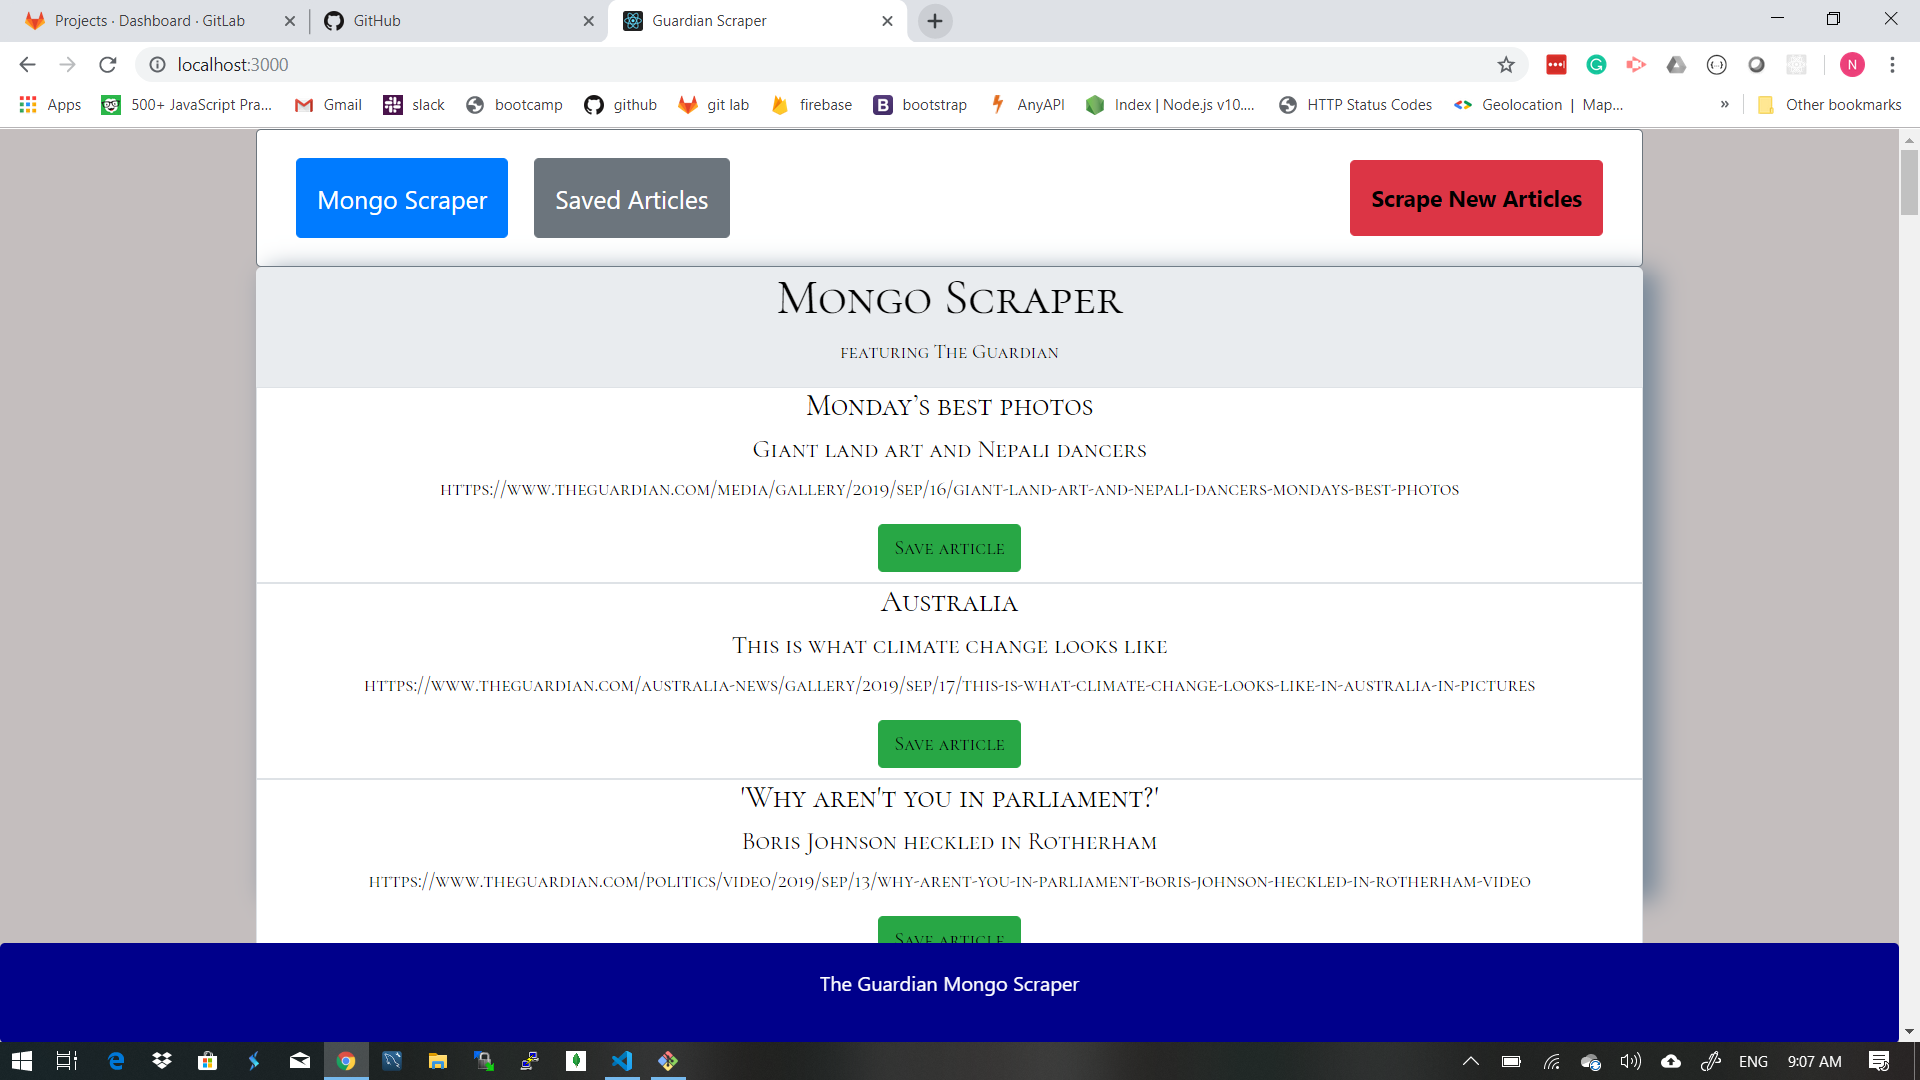 Projects · Dashboard · GitLab
GitHub
Guardian Scraper
localhost:3000
N
Apps
500+ JavaScript Pra...
Gmail
slack
bootcamp
github
git lab
firebase
B
bootstrap
AnyAPI
Index | Node.js v10....
HTTP Status Codes
Geolocation | Map...
»
Other bookmarks
Mongo Scraper
Saved Articles
Scrape New Articles
Mongo Scraper
featuring The Guardian
Monday’s best photos
Giant land art and Nepali dancers
https://www.theguardian.com/media/gallery/2019/sep/16/giant-land-art-and-nepali-dancers-mondays-best-photos
Save article
Australia
This is what climate change looks like
https://www.theguardian.com/australia-news/gallery/2019/sep/17/this-is-what-climate-change-looks-like-in-australia-in-pictures
Save article
'Why aren't you in parliament?'
Boris Johnson heckled in Rotherham
https://www.theguardian.com/politics/video/2019/sep/13/why-arent-you-in-parliament-boris-johnson-heckled-in-rotherham-video
Save article
The Guardian Mongo Scraper
ENG
9:07 AM